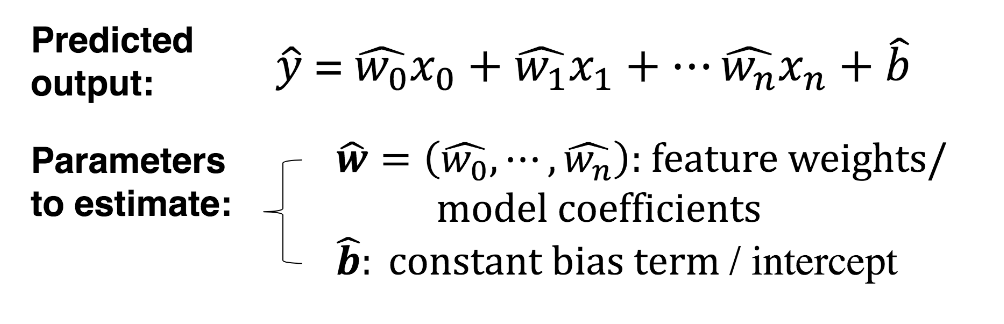 Predicted output: ŷ = ŵ₀x₀ + ŵ₁x₁ + ⋯ ŵₙxₙ + b̂
Parameters to estimate:
ŵ = (ŵ₀, ⋯ , ŵₙ): feature weights/
model coefficients
b̂: constant bias term / intercept